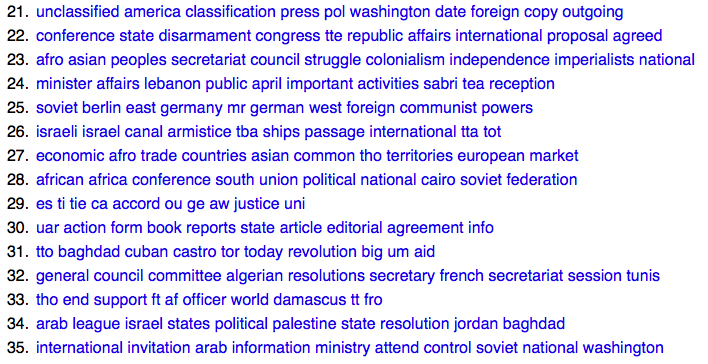 21. unclassified america classification press pol washington date foreign copy outgoing
22. conference state disarmament congress tte republic affairs international proposal agreed
23. afro asian peoples secretariat council struggle colonialism independence imperialists national
24. minister affairs lebanon public april important activities sabri tea reception
25. soviet berlin east germany mr german west foreign communist powers
26. israeli israel canal armistice tba ships passage international tta tot
27. economic afro trade countries asian common tho territories european market
28. african africa conference south union political national cairo soviet federation
29. es ti tie ca accord ou ge aw justice uni
30. uar action form book reports state article editorial agreement info
31. tto baghdad cuban castro tor today revolution big um aid
32. general council committee algerian resolutions secretary french secretariat session tunis
33. tho end support ft af officer world damascus tt fro
34. arab league israel states political palestine state resolution jordan baghdad
35. international invitation arab information ministry attend control soviet national washington